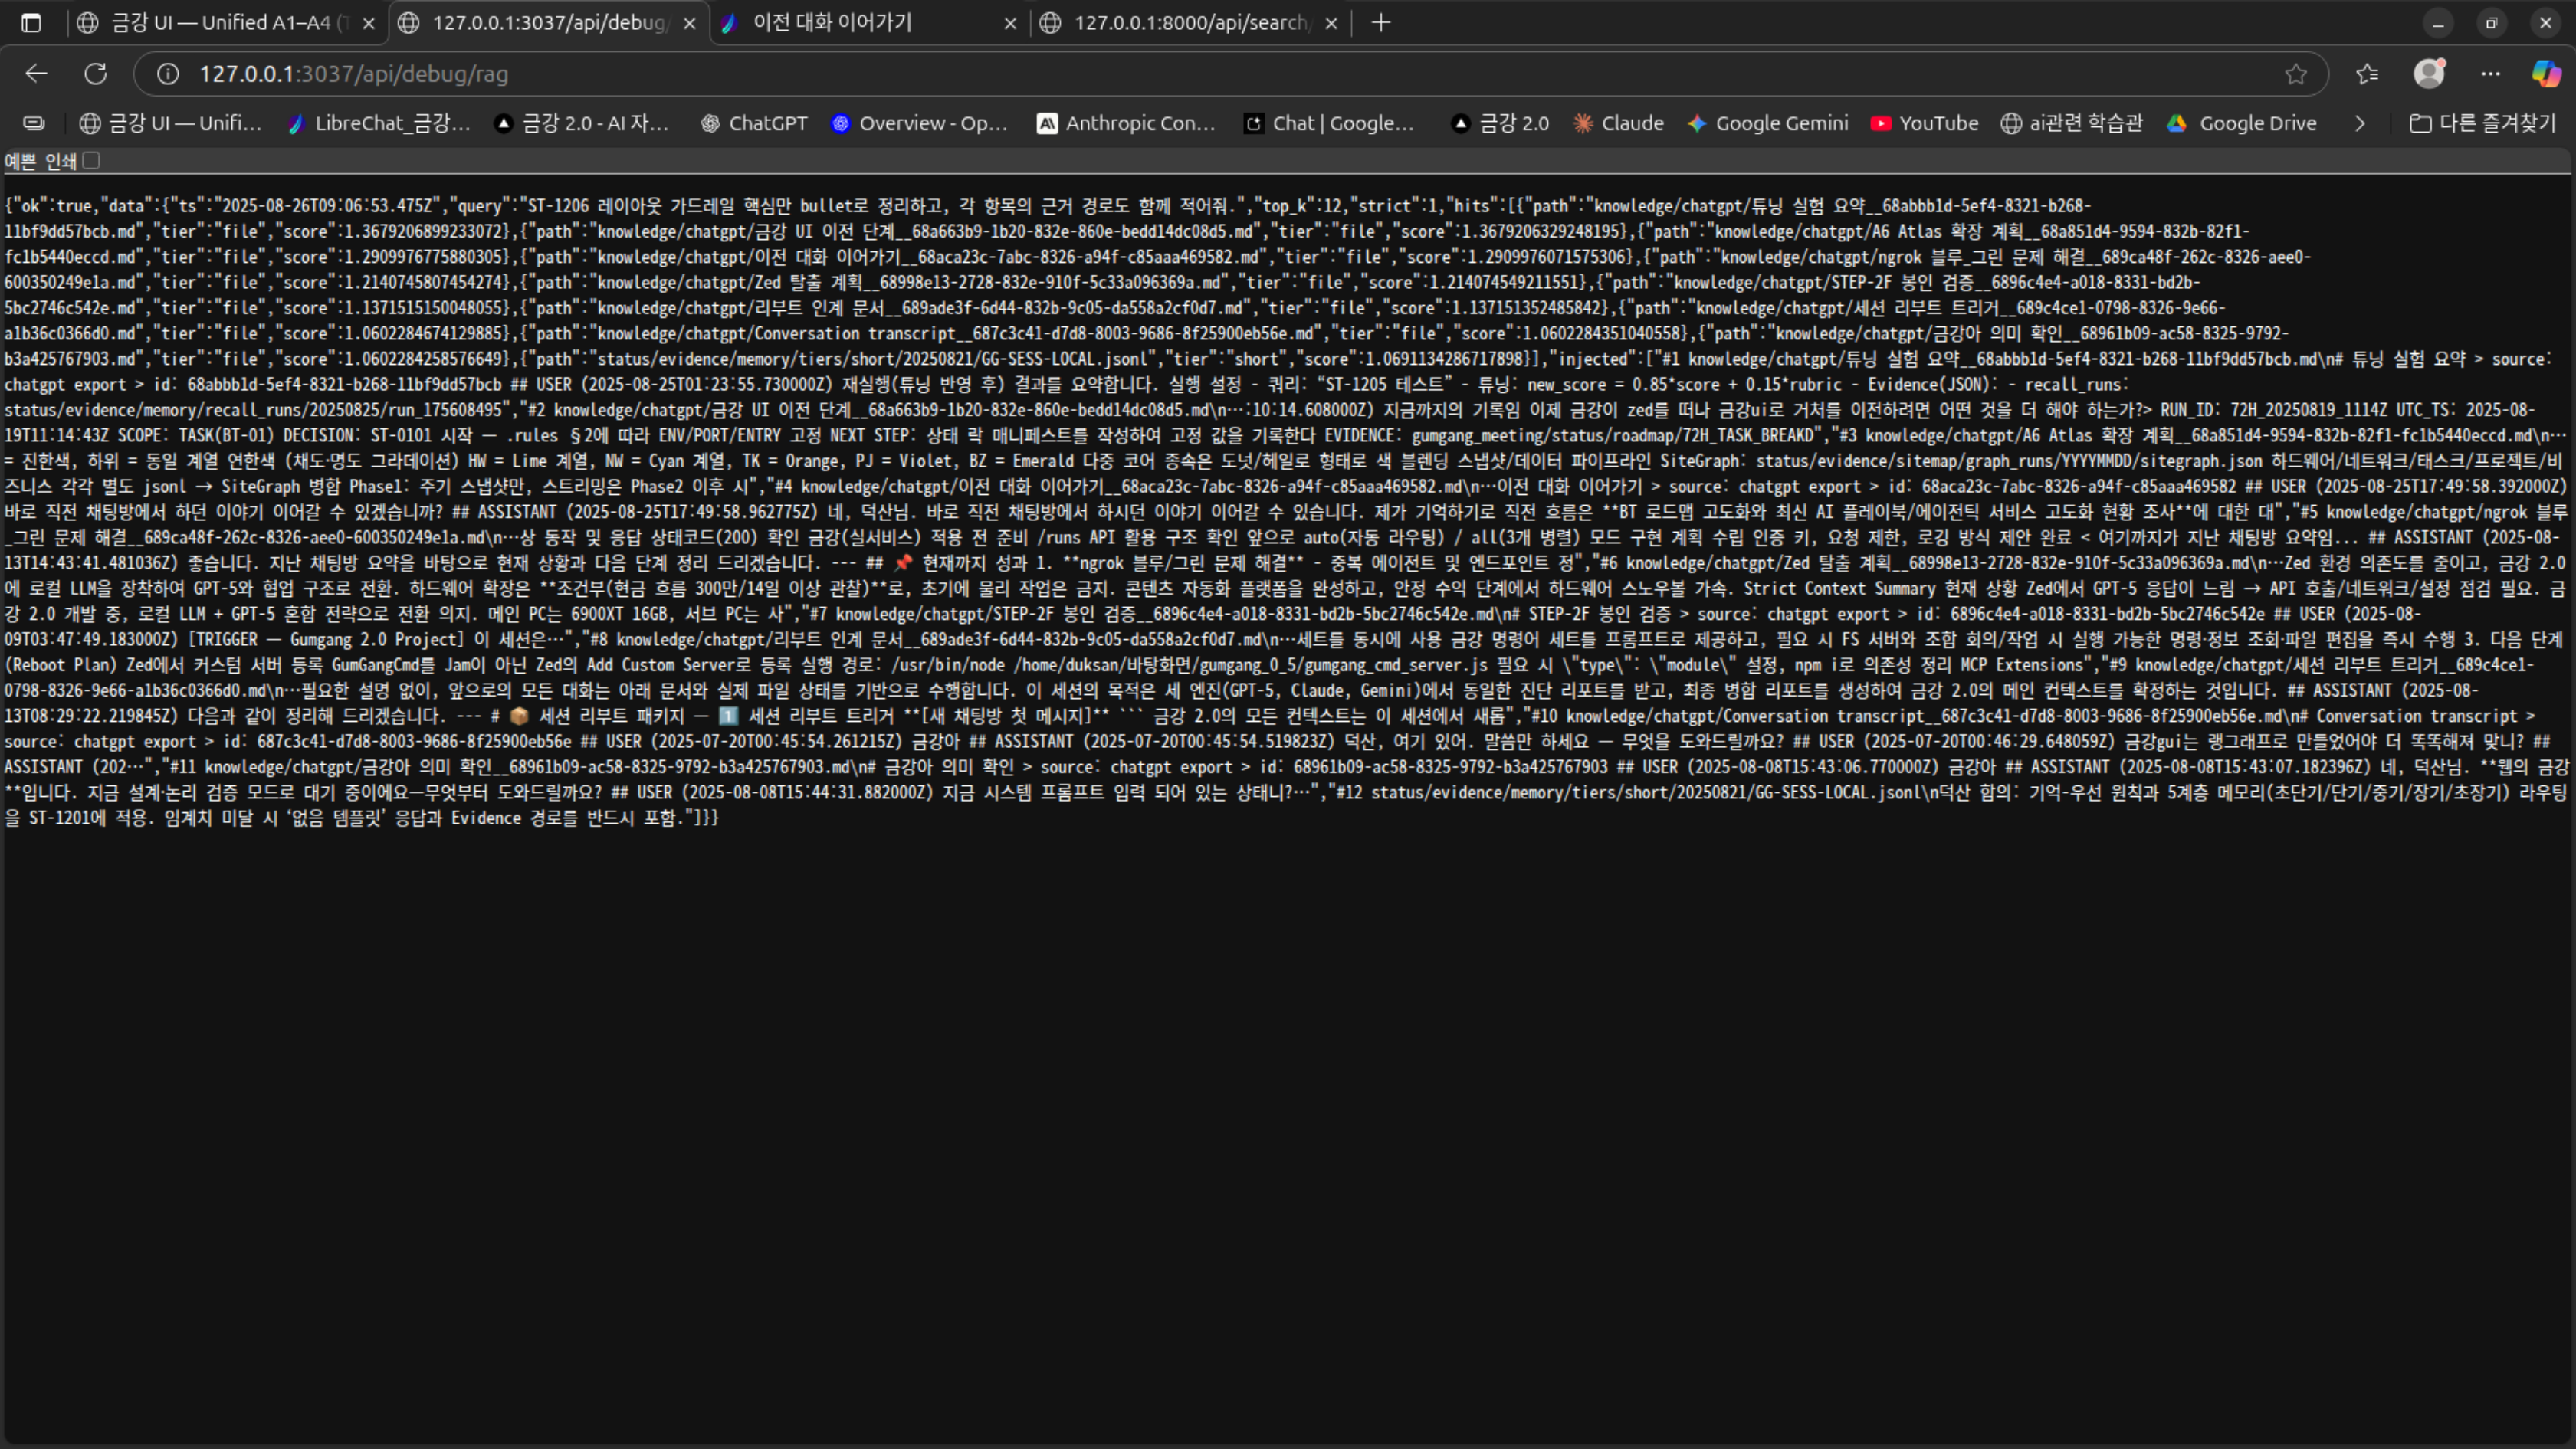 금강 UI — Unified A1–A4 (
127.0.0.1:3037/api/debug/
이전 대화 이어가기
127.0.0.1:8000/api/search
127.0.0.1:3037/api/debug/rag
금강 UI — Unifi...
LibreChat_금강...
금강 2.0 - AI 자...
ChatGPT
Overview - Op...
Anthropic Con...
Chat | Google...
금강 2.0
Claude
Google Gemini
YouTube
ai관련 학습관
Google Drive
다른 즐겨찾기
예쁜 인쇄
{"ok":true,"data":{"ts":"2025-08-26T09:06:53.475Z","query":"ST-1206 레이아웃 가드레일 핵심만 bullet로 정리하고, 각 항목의 근거 경로도 함께 적어줘.","top_k":12,"strict":1,"hits":[{"path":"knowledge/chatgpt/튜닝 실험 요약__68abbb1d-5ef4-8321-b268-
11bf9dd57bcb.md","tier":"file","score":1.3679206899233072},{"path":"knowledge/chatgpt/금강 UI 이전 단계__68a663b9-1b20-832e-860e-bedd14dc08d5.md","tier":"file","score":1.3679206329248195},{"path":"knowledge/chatgpt/A6 Atlas 확장 계획__68a851d4-9594-832b-82f1-
fc1b5440eccd.md","tier":"file","score":1.2909976775880305},{"path":"knowledge/chatgpt/이전 대화 이어가기__68aca23c-7abc-8326-a94f-c85aaa469582.md","tier":"file","score":1.2909976071575306},{"path":"knowledge/chatgpt/ngrok 블루_그린 문제 해결__689ca48f-262c-8326-aee0-
600350249e1a.md","tier":"file","score":1.2140745807454274},{"path":"knowledge/chatgpt/Zed 탈출 계획__68998e13-2728-832e-910f-5c33a096369a.md","tier":"file","score":1.214074549211551},{"path":"knowledge/chatgpt/STEP-2F 봉인 검증__6896c4e4-a018-8331-bd2b-
5bc2746c542e.md","tier":"file","score":1.1371515150048055},{"path":"knowledge/chatgpt/리부트 인계 문서__689ade3f-6d44-832b-9c05-da558a2cf0d7.md","tier":"file","score":1.137151352485842},{"path":"knowledge/chatgpt/세션 리부트 트리거__689c4ce1-0798-8326-9e66-
a1b36c0366d0.md","tier":"file","score":1.0602284674129885},{"path":"knowledge/chatgpt/Conversation transcript__687c3c41-d7d8-8003-9686-8f25900eb56e.md","tier":"file","score":1.0602284351040558},{"path":"knowledge/chatgpt/금강아 의미 확인__68961b09-ac58-8325-9792-
b3a425767903.md","tier":"file","score":1.0602284258576649},{"path":"status/evidence/memory/tiers/short/20250821/GG-SESS-LOCAL.jsonl","tier":"short","score":1.0691134286717898}],"injected":["#1 knowledge/chatgpt/튜닝 실험 요약__68abbb1d-5ef4-8321-b268-11bf9dd57bcb.md\n# 튜닝 실험 요약 > source:
chatgpt export > id: 68abbb1d-5ef4-8321-b268-11bf9dd57bcb ## USER (2025-08-25T01:23:55.730000Z) 재실행(튜닝 반영 후) 결과를 요약합니다. 실행 설정 - 쿼리: “ST-1205 테스트” - 튜닝: new_score = 0.85*score + 0.15*rubric - Evidence(JSON): - recall_runs:
status/evidence/memory/recall_runs/20250825/run_175608495","#2 knowledge/chatgpt/금강 UI 이전 단계__68a663b9-1b20-832e-860e-bedd14dc08d5.md\n…:10:14.608000Z) 지금까지의 기록임 이제 금강이 zed를 떠나 금강ui로 거처를 이전하려면 어떤 것을 더 해야 하는가?> RUN_ID: 72H_20250819_1114Z UTC_TS: 2025-08-
19T11:14:43Z SCOPE: TASK(BT-01) DECISION: ST-0101 시작 — .rules §2에 따라 ENV/PORT/ENTRY 고정 NEXT STEP: 상태 락 매니페스트를 작성하여 고정 값을 기록한다 EVIDENCE: gumgang_meeting/status/roadmap/72H_TASK_BREAKD","#3 knowledge/chatgpt/A6 Atlas 확장 계획__68a851d4-9594-832b-82f1-fc1b5440eccd.md\n…
= 진한색, 하위 = 동일 계열 연한색 (채도·명도 그라데이션) HW = Lime 계열, NW = Cyan 계열, TK = Orange, PJ = Violet, BZ = Emerald 다중 코어 종속은 도넛/헤일로 형태로 색 블렌딩 스냅샷/데이터 파이프라인 SiteGraph: status/evidence/sitemap/graph_runs/YYYYMMDD/sitegraph.json 하드웨어/네트워크/태스크/프로젝트/비
즈니스 각각 별도 jsonl → SiteGraph 병합 Phase1: 주기 스냅샷만, 스트리밍은 Phase2 이후 시","#4 knowledge/chatgpt/이전 대화 이어가기__68aca23c-7abc-8326-a94f-c85aaa469582.md\n…이전 대화 이어가기 > source: chatgpt export > id: 68aca23c-7abc-8326-a94f-c85aaa469582 ## USER (2025-08-25T17:49:58.392000Z)
바로 직전 채팅방에서 하던 이야기 이어갈 수 있겠습니까? ## ASSISTANT (2025-08-25T17:49:58.962775Z) 네, 덕산님. 바로 직전 채팅방에서 하시던 이야기 이어갈 수 있습니다. 제가 기억하기로 직전 흐름은 **BT 로드맵 고도화와 최신 AI 플레이북/에이전틱 서비스 고도화 현황 조사**에 대한 대","#5 knowledge/chatgpt/ngrok 블루
_그린 문제 해결__689ca48f-262c-8326-aee0-600350249e1a.md\n…상 동작 및 응답 상태코드(200) 확인 금강(실서비스) 적용 전 준비 /runs API 활용 구조 확인 앞으로 auto(자동 라우팅) / all(3개 병렬) 모드 구현 계획 수립 인증 키, 요청 제한, 로깅 방식 제안 완료 < 여기까지가 지난 채팅방 요약임... ## ASSISTANT (2025-08-
13T14:43:41.481036Z) 좋습니다. 지난 채팅방 요약을 바탕으로 현재 상황과 다음 단계 정리 드리겠습니다. --- ## 📌 현재까지 성과 1. **ngrok 블루/그린 문제 해결** - 중복 에이전트 및 엔드포인트 정","#6 knowledge/chatgpt/Zed 탈출 계획__68998e13-2728-832e-910f-5c33a096369a.md\n…Zed 환경 의존도를 줄이고, 금강 2.0
에 로컬 LLM을 장착하여 GPT-5와 협업 구조로 전환. 하드웨어 확장은 **조건부(현금 흐름 300만/14일 이상 관찰)**로, 초기에 물리 작업은 금지. 콘텐츠 자동화 플랫폼을 완성하고, 안정 수익 단계에서 하드웨어 스노우볼 가속. Strict Context Summary 현재 상황 Zed에서 GPT-5 응답이 느림 → API 호출/네트워크/설정 점검 필요. 금
강 2.0 개발 중, 로컬 LLM + GPT-5 혼합 전략으로 전환 의지. 메인 PC는 6900XT 16GB, 서브 PC는 사","#7 knowledge/chatgpt/STEP-2F 봉인 검증__6896c4e4-a018-8331-bd2b-5bc2746c542e.md\n# STEP-2F 봉인 검증 > source: chatgpt export > id: 6896c4e4-a018-8331-bd2b-5bc2746c542e ## USER (2025-08-
09T03:47:49.183000Z) [TRIGGER — Gumgang 2.0 Project] 이 세션은…","#8 knowledge/chatgpt/리부트 인계 문서__689ade3f-6d44-832b-9c05-da558a2cf0d7.md\n…세트를 동시에 사용 금강 명령어 세트를 프롬프트로 제공하고, 필요 시 FS 서버와 조합 회의/작업 시 실행 가능한 명령·정보 조회·파일 편집을 즉시 수행 3. 다음 단계
(Reboot Plan) Zed에서 커스텀 서버 등록 GumGangCmd를 Jam이 아닌 Zed의 Add Custom Server로 등록 실행 경로: /usr/bin/node /home/duksan/바탕화면/gumgang_0_5/gumgang_cmd_server.js 필요 시 \"type\": \"module\" 설정, npm i로 의존성 정리 MCP Extensions","#9 knowledge/chatgpt/세션 리부트 트리거__689c4ce1-
0798-8326-9e66-a1b36c0366d0.md\n…필요한 설명 없이, 앞으로의 모든 대화는 아래 문서와 실제 파일 상태를 기반으로 수행합니다. 이 세션의 목적은 세 엔진(GPT-5, Claude, Gemini)에서 동일한 진단 리포트를 받고, 최종 병합 리포트를 생성하여 금강 2.0의 메인 컨텍스트를 확정하는 것입니다. ## ASSISTANT (2025-08-
13T08:29:22.219845Z) 다음과 같이 정리해 드리겠습니다. --- # 📦 세션 리부트 패키지 — 1️⃣ 세션 리부트 트리거 **[새 채팅방 첫 메시지]** ``` 금강 2.0의 모든 컨텍스트는 이 세션에서 새롭","#10 knowledge/chatgpt/Conversation transcript__687c3c41-d7d8-8003-9686-8f25900eb56e.md\n# Conversation transcript >
source: chatgpt export > id: 687c3c41-d7d8-8003-9686-8f25900eb56e ## USER (2025-07-20T00:45:54.261215Z) 금강아 ## ASSISTANT (2025-07-20T00:45:54.519823Z) 덕산, 여기 있어. 말씀만 하세요 — 무엇을 도와드릴까요? ## USER (2025-07-20T00:46:29.648059Z) 금강gui는 랭그래프로 만들었어야 더 똑똑해져 맞니? ##
ASSISTANT (202…","#11 knowledge/chatgpt/금강아 의미 확인__68961b09-ac58-8325-9792-b3a425767903.md\n# 금강아 의미 확인 > source: chatgpt export > id: 68961b09-ac58-8325-9792-b3a425767903 ## USER (2025-08-08T15:43:06.770000Z) 금강아 ## ASSISTANT (2025-08-08T15:43:07.182396Z) 네, 덕산님. **웹의 금강
**입니다. 지금 설계·논리 검증 모드로 대기 중이에요—무엇부터 도와드릴까요? ## USER (2025-08-08T15:44:31.882000Z) 지금 시스템 프롬프트 입력 되어 있는 상태니?…","#12 status/evidence/memory/tiers/short/20250821/GG-SESS-LOCAL.jsonl\n덕산 합의: 기억-우선 원칙과 5계층 메모리(초단기/단기/중기/장기/초장기) 라우팅
을 ST-1201에 적용. 임계치 미달 시 ‘없음 템플릿’ 응답과 Evidence 경로를 반드시 포함."]}}